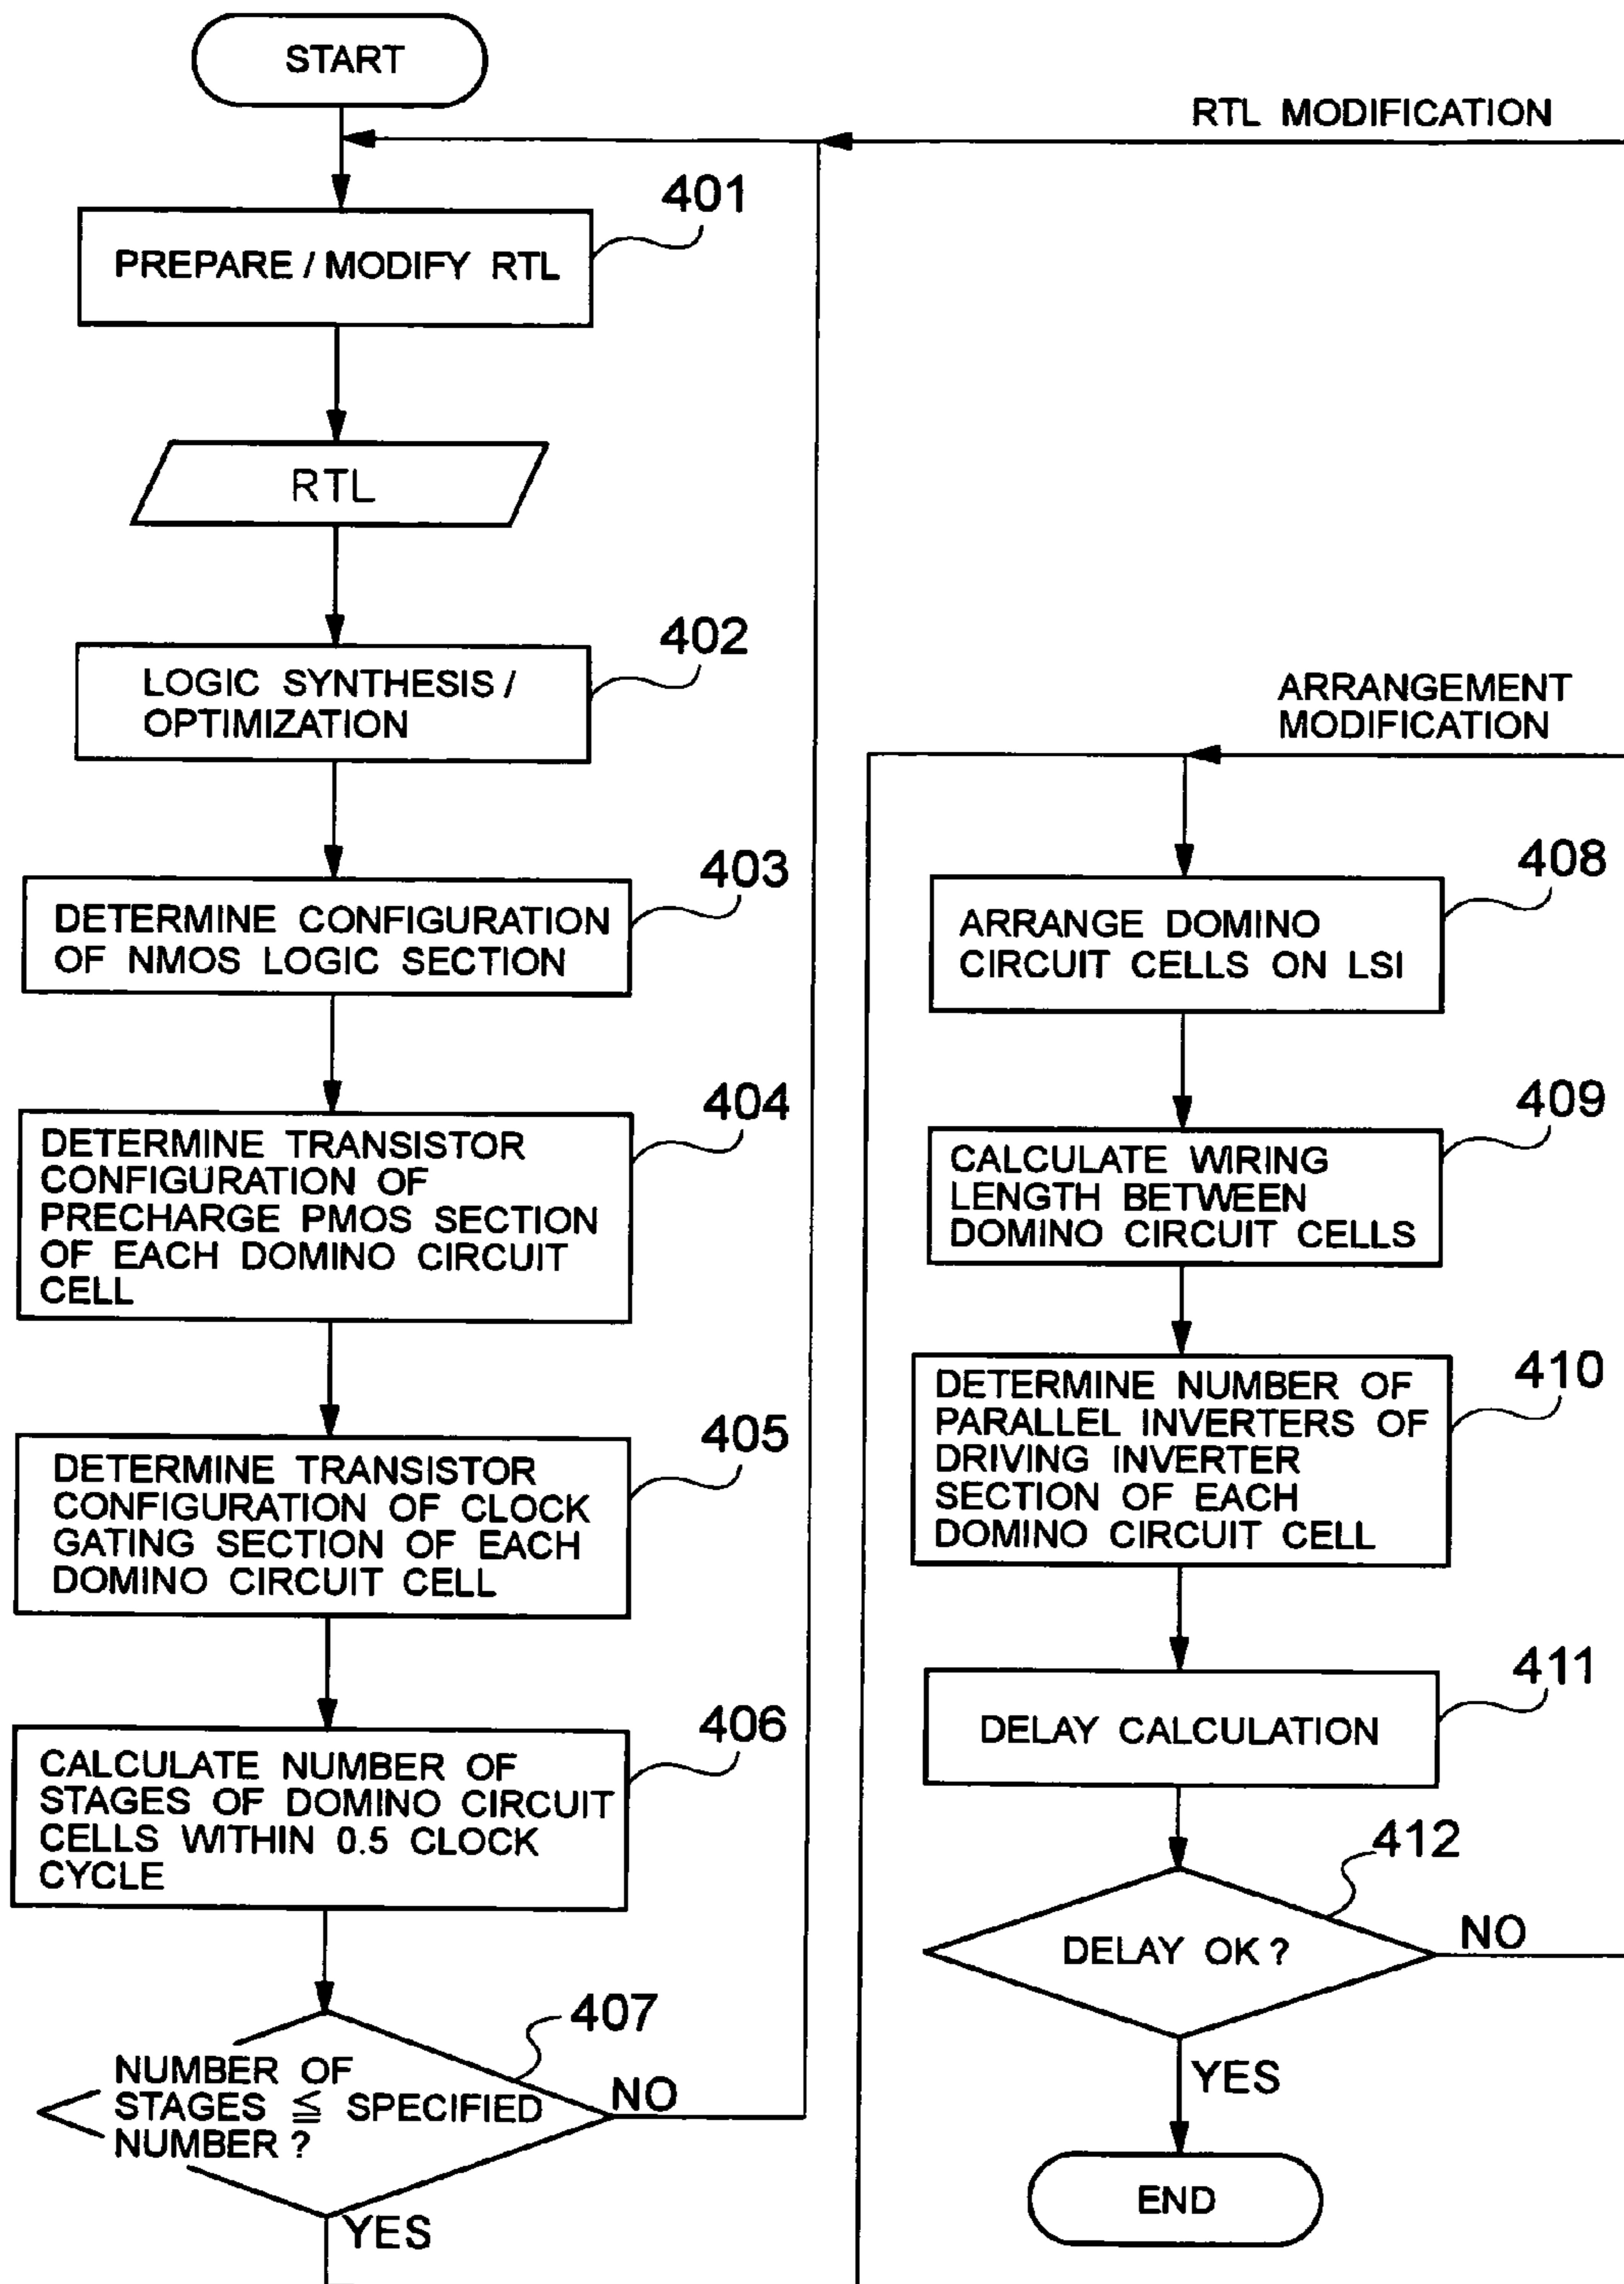 START
401
PREPARE / MODIFY RTL
RTL
402
LOGIC SYNTHESIS /
OPTIMIZATION
403
DETERMINE CONFIGURATION
OF NMOS LOGIC SECTION
404
DETERMINE TRANSISTOR
CONFIGURATION OF
PRECHARGE PMOS SECTION
OF EACH DOMINO CIRCUIT
CELL
405
DETERMINE TRANSISTOR
CONFIGURATION OF CLOCK
GATING SECTION OF EACH
DOMINO CIRCUIT CELL
406
CALCULATE NUMBER OF
STAGES OF DOMINO CIRCUIT
CELLS WITHIN 0.5 CLOCK
CYCLE
407
NUMBER OF
STAGES ≦ SPECIFIED
NUMBER ?
NO
YES
RTL MODIFICATION
ARRANGEMENT
MODIFICATION
408
ARRANGE DOMINO
CIRCUIT CELLS ON LSI
409
CALCULATE WIRING
LENGTH BETWEEN
DOMINO CIRCUIT CELLS
410
DETERMINE NUMBER OF
PARALLEL INVERTERS OF
DRIVING INVERTER
SECTION OF EACH
DOMINO CIRCUIT CELL
411
DELAY CALCULATION
412
DELAY OK ?
NO
YES
END